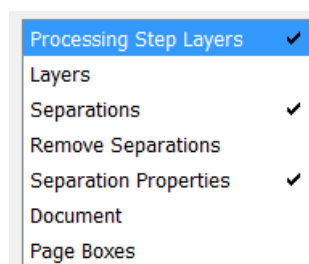 Processing Step Layers
Layers
Separations
Remove Separations
Separation Properties
Document
Page Boxes